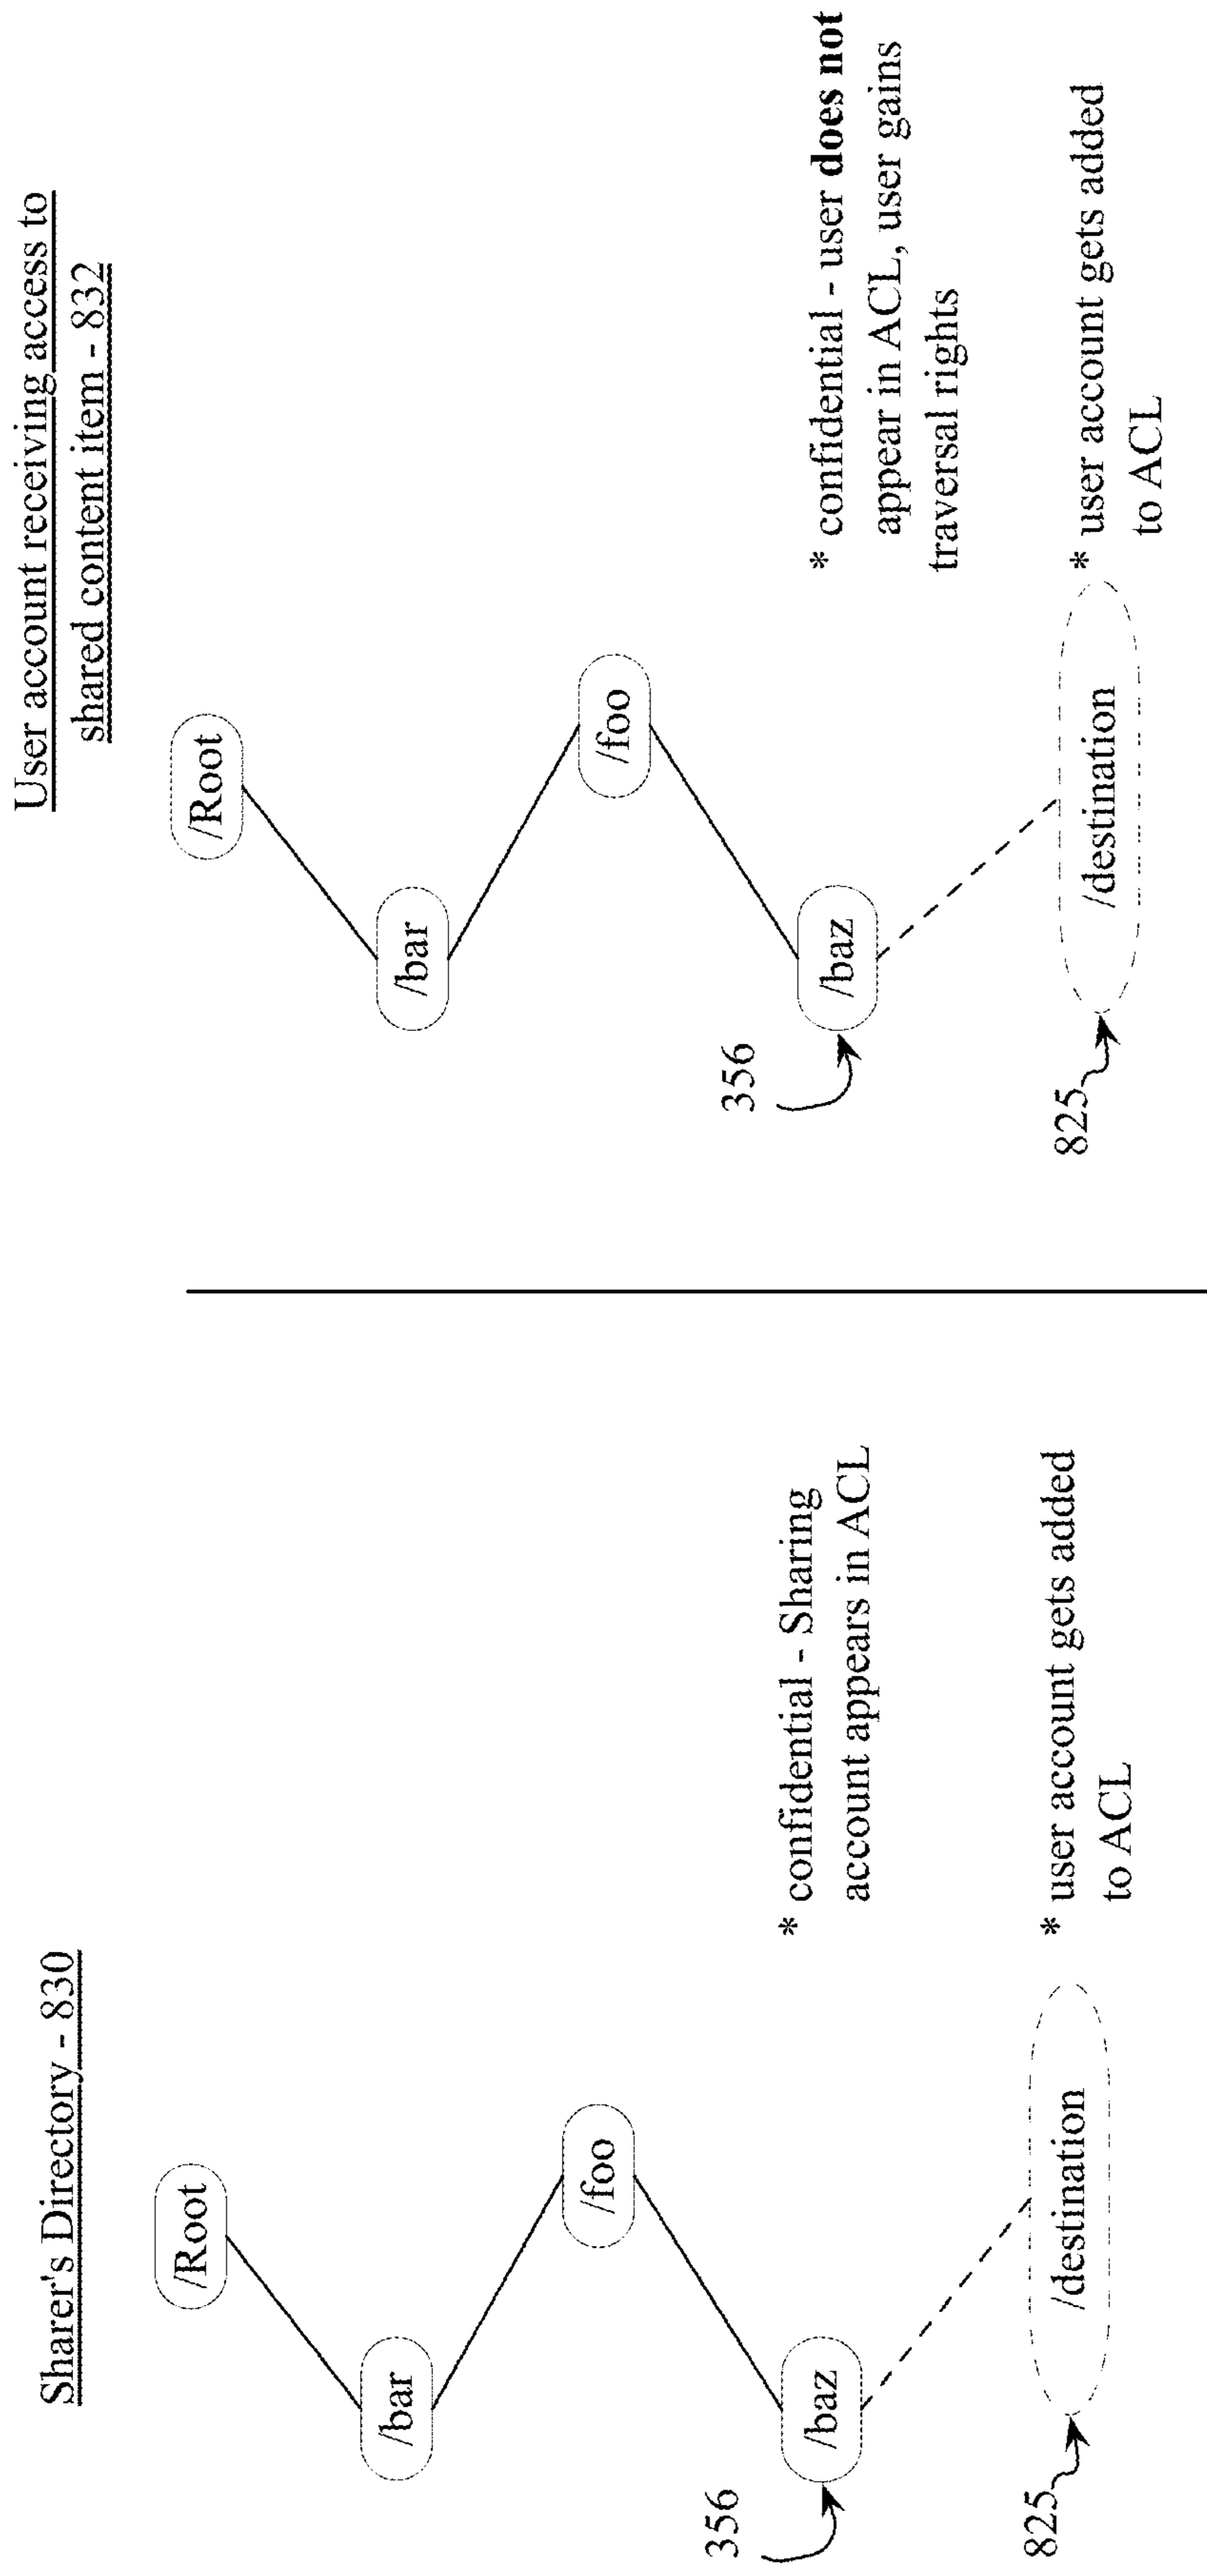 Sharer's Directory - 830
/Root
/bar
/foo
356
/baz
* confidential - Sharing
account appears in ACL
825
/destination
* user account gets added
to ACL
User account receiving access to
shared content item - 832
/Root
/bar
/foo
356
/baz
* confidential - user does not
appear in ACL, user gains
traversal rights
825
/destination
* user account gets added
to ACL